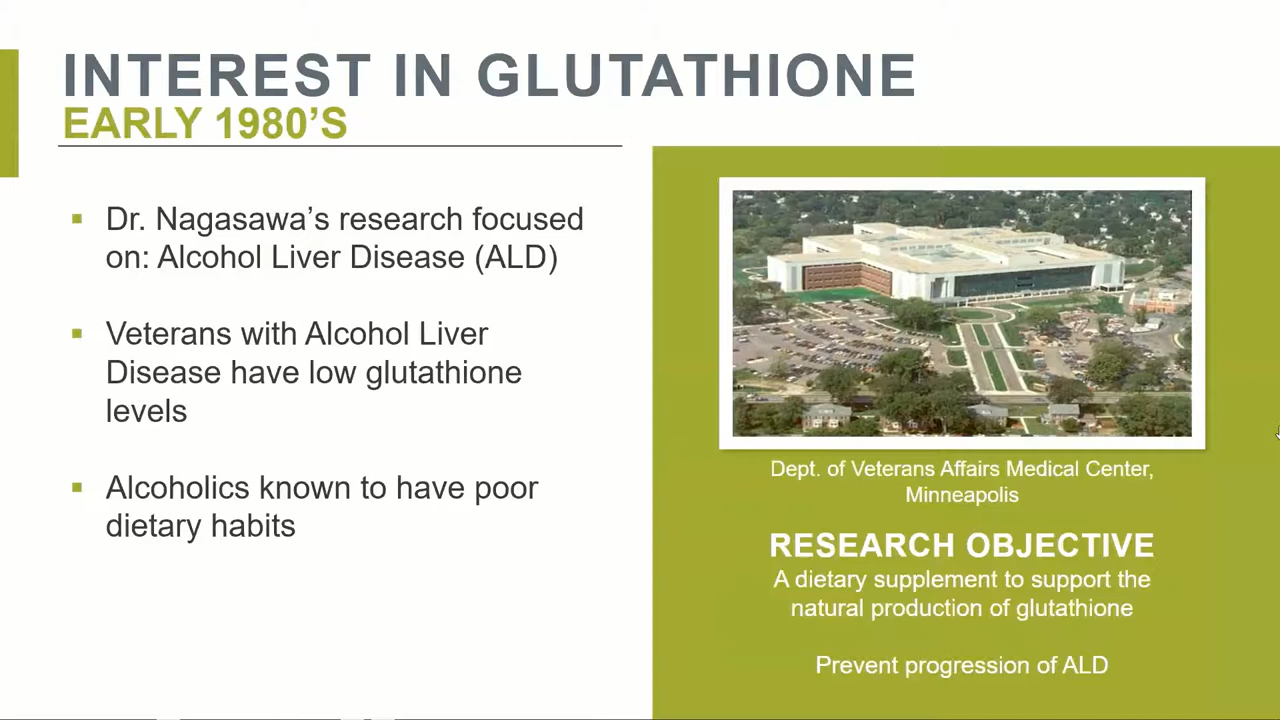 INTEREST IN GLUTATHIONE
EARLY 1980’S
Dr. Nagasawa’s research focused
on: Alcohol Liver Disease (ALD)
Veterans with Alcohol Liver
Disease have low glutathione
levels
Alcoholics known to have poor
dietary habits
Dept. of Veterans Affairs Medical Center,
Minneapolis
RESEARCH OBJECTIVE
A dietary supplement to support the
natural production of glutathione
Prevent progression of ALD